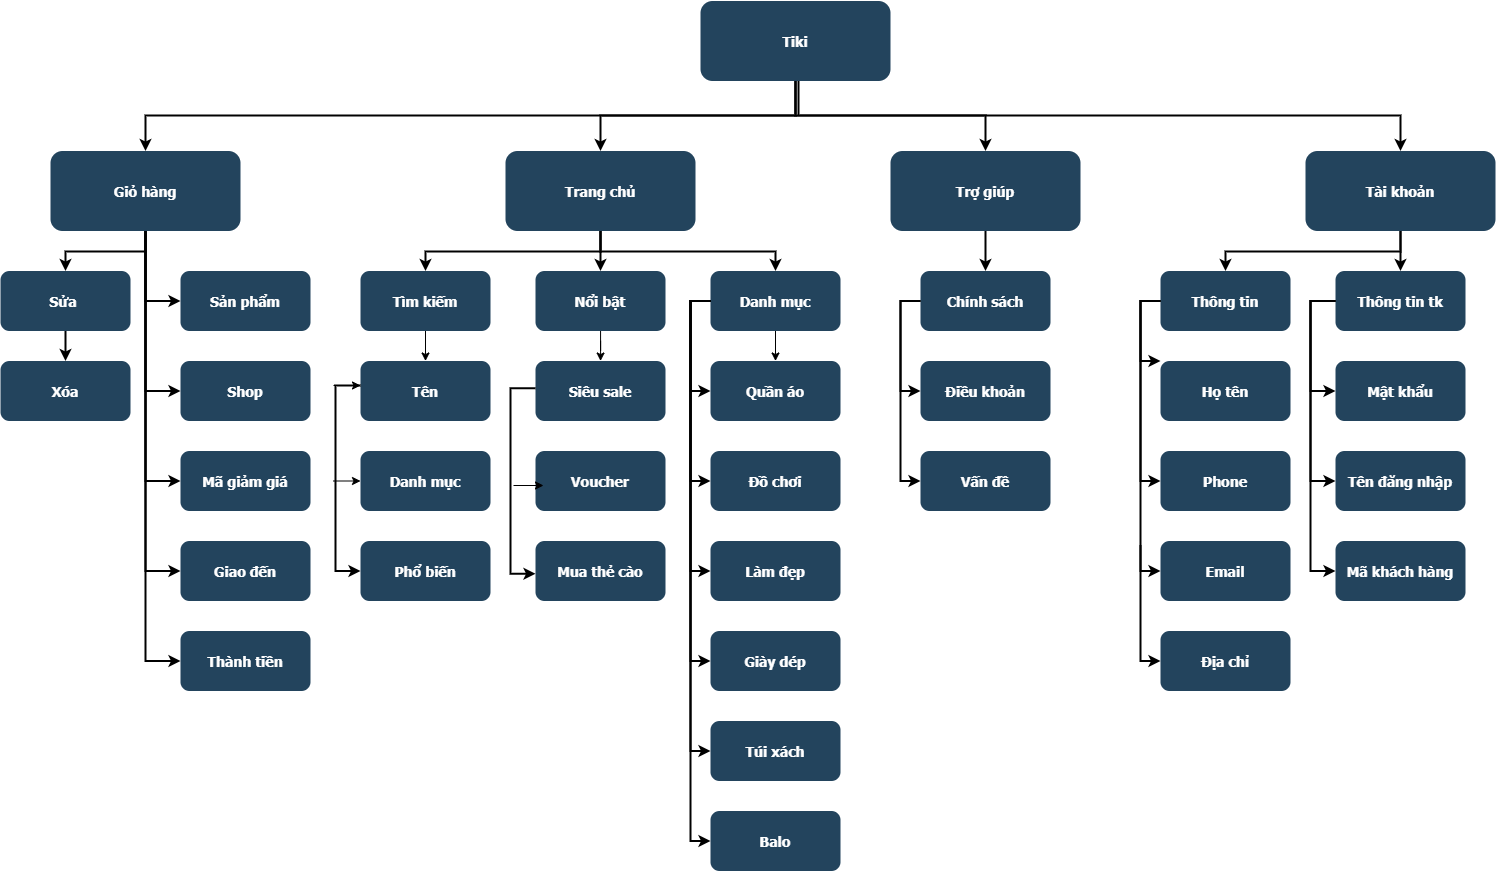 Tiki
Giỏ hàng
Trang chủ
Trợ giúp
Tài khoản
Sửa
Sản phẩm
Tìm kiếm
Nổi bật
Danh mục
Chính sách
Thông tin
Thông tin tk
Xóa
Shop
Tên
Siêu sale
Quần áo
Điều khoản
Họ tên
Mật khẩu
Mã giảm giá
Danh mục
Voucher
Đồ chơi
Vấn đề
Phone
Tên đăng nhập
Giao đến
Phổ biến
Mua thẻ cào
Làm đẹp
Email
Mã khách hàng
Thành tiền
Giày dép
Địa chỉ
Túi xách
Balo